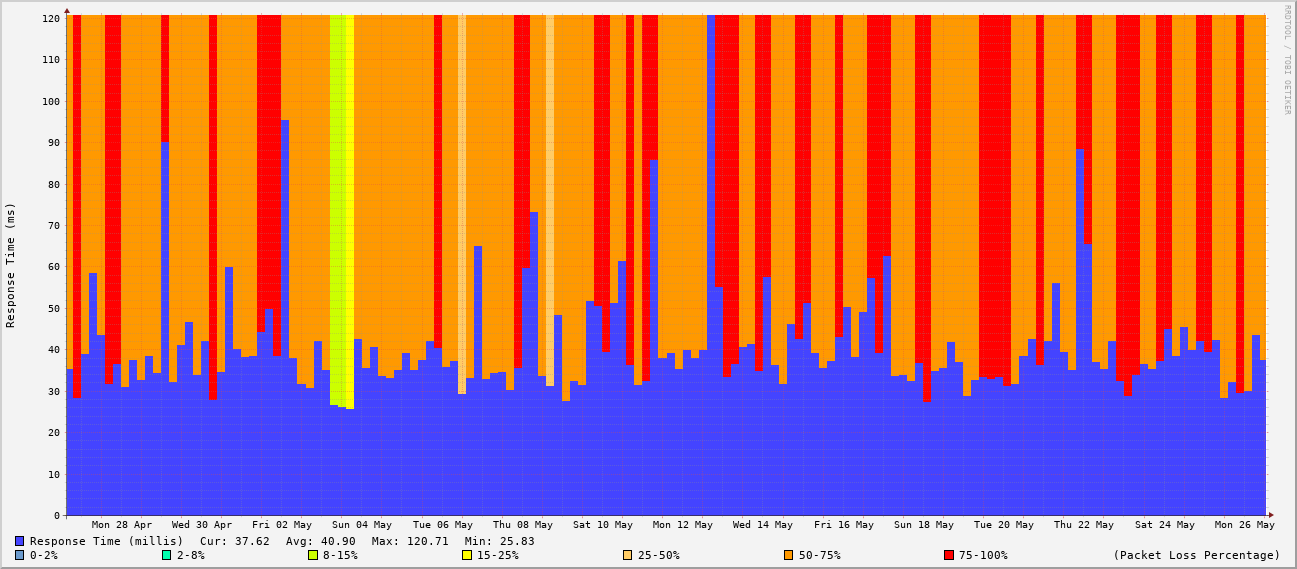 RRDTOOL / TOBI OETIKER
Response Time (ms)
120
110
100
90
80
70
60
50
40
30
20
10
0
Mon 28 Apr Wed 30 Apr Fri 02 May Sun 04 May Tue 06 May Thu 08 May Sat 10 May Mon 12 May Wed 14 May Fri 16 May Sun 18 May Tue 20 May Thu 22 May Sat 24 May Mon 26 May
Response Time (millis) Cur: 37.62 Avg: 40.90 Max: 120.71 Min: 25.83
0-2% 2-8% 8-15% 15-25% 25-50% 50-75% 75-100% (Packet Loss Percentage)